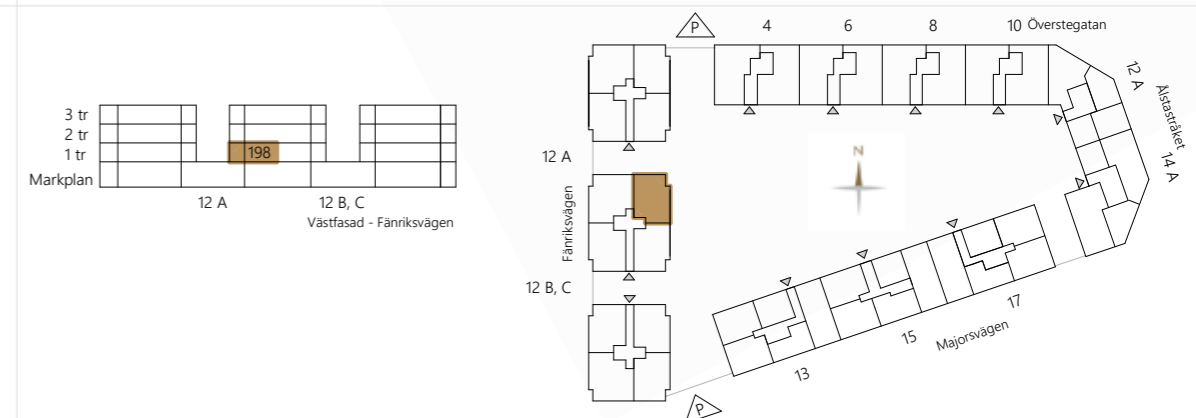 3 tr
2 tr
1 tr
198
Markplan
12 A
12 B, C
Västfasad - Fänriksvägen
P
4
6
8
10 Överstegatan
12 A
Ålstastråket
14 A
12 A
Fänriksvägen
12 B, C
N
17
15
Majorsvägen
13
P